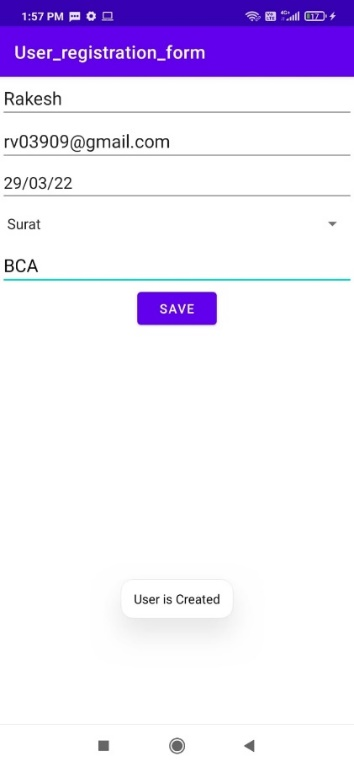 1:57 PM
User_registration_form
Rakesh
rv03909@gmail.com
29/03/22
Surat
BCA
SAVE
User is Created